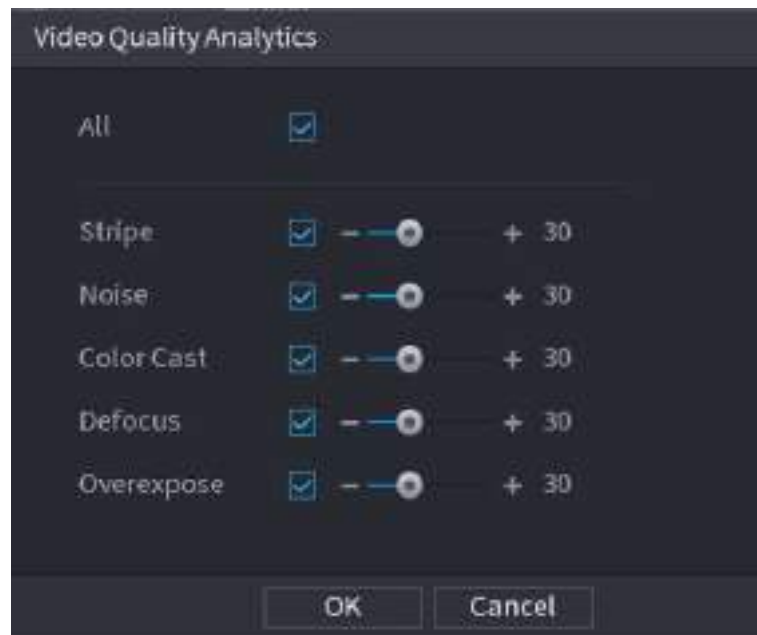 Video Quality Analytics
All
Stripe − + 30
Noise − + 30
Color Cast − + 30
Defocus − + 30
Overexpose − + 30
OK Cancel